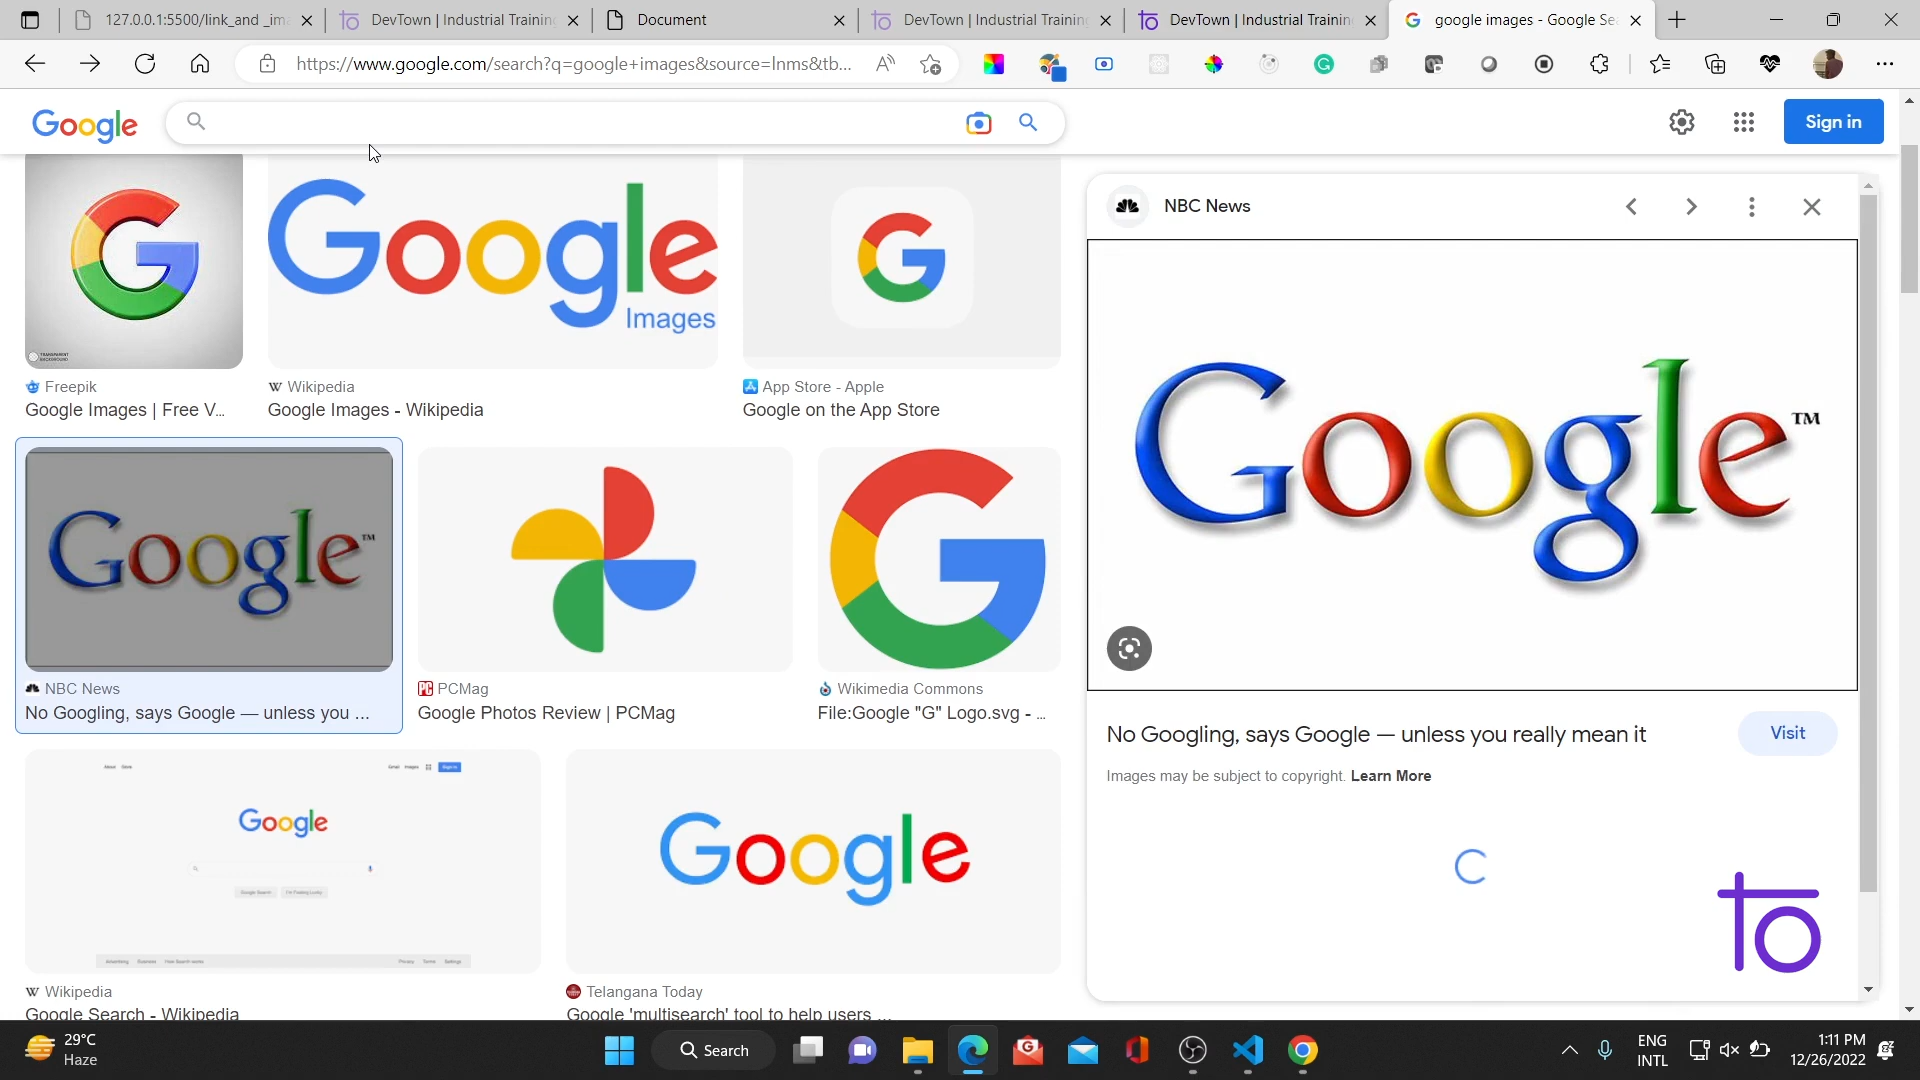 127.0.0.1:5500/link_and _im
DevTown | Industrial Training
Document
DevTown | Industrial Training
DevTown | Industrial Trainin
google images - Google Se
https://www.google.com/search?q=google+images&source=lnms&tb...
Google
Sign in
Google
Images
Freepik
Google Images | Free V...
Wikipedia
Google Images - Wikipedia
App Store - Apple
Google on the App Store
NBC News
Google™
Google™
NBC News
No Googling, says Google — unless you ...
PCMag
Google Photos Review | PCMag
Wikimedia Commons
File:Google "G" Logo.svg - ...
No Googling, says Google — unless you really mean it
Visit
Images may be subject to copyright. Learn More
Google
Google
Wikipedia
Google Search - Wikipedia
Telangana Today
Google 'multisearch' tool to help users ...
29°C
Haze
Search
ENG
INTL
1:11 PM
12/26/2022